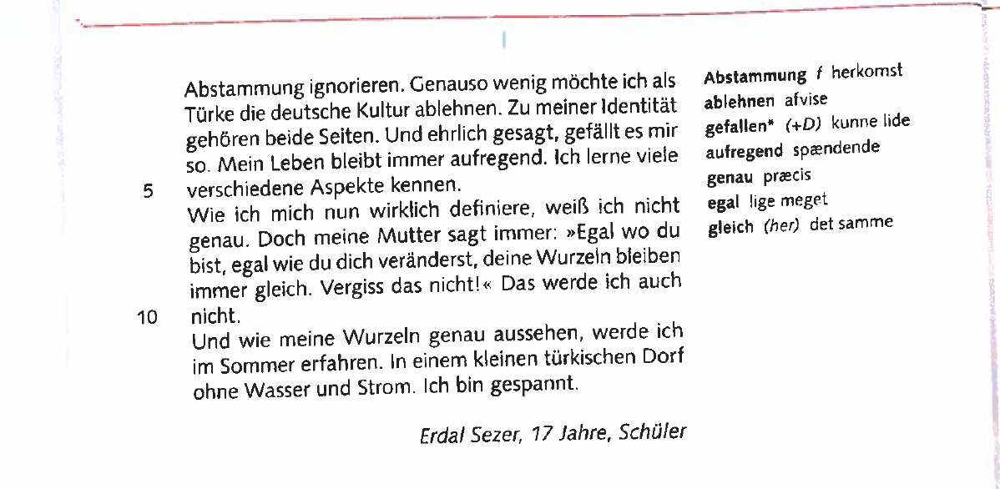 Abstammung ignorieren. Genauso wenig möchte ich als
Türke die deutsche Kultur ablehnen. Zu meiner Identität
gehören beide Seiten. Und ehrlich gesagt, gefällt es mir
so. Mein Leben bleibt immer aufregend. Ich lerne viele
5 verschiedene Aspekte kennen.
Wie ich mich nun wirklich definiere, weiß ich nicht
genau. Doch meine Mutter sagt immer: »Egal wo du
bist, egal wie du dich veränderst, deine Wurzeln bleiben
immer gleich. Vergiss das nicht!« Das werde ich auch
10 nicht.
Und wie meine Wurzeln genau aussehen, werde ich
im Sommer erfahren. In einem kleinen türkischen Dorf
ohne Wasser und Strom. Ich bin gespannt.
Erdal Sezer, 17 Jahre, Schüler
Abstammung f herkomst
ablehnen afvise
gefallen* (+D) kunne lide
aufregend spændende
genau præcis
egal lige meget
gleich (her) det samme